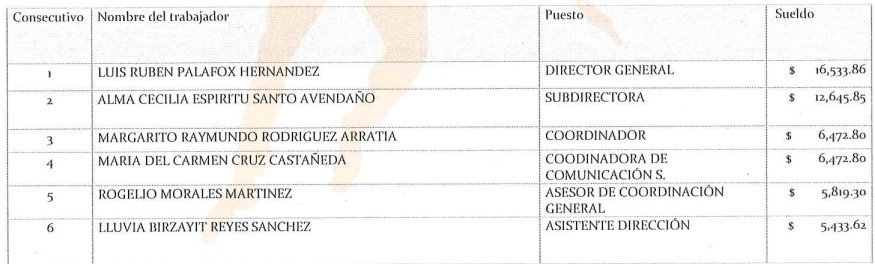 Consecutivo Nombre del trabajador Puesto Sueldo
1 LUIS RUBEN PALAFOX HERNANDEZ DIRECTOR GENERAL $ 16,533.86
2 ALMA CECILIA ESPIRITU SANTO AVENDAÑO SUBDIRECTORA $ 12,645.85
3 MARGARITO RAYMUNDO RODRIGUEZ ARRATIA COORDINADOR $ 6,472.80
4 MARIA DEL CARMEN CRUZ CASTAÑEDA COODINADORA DE $ 6,472.80
COMUNICACIÓN S.
5 ROGELIO MORALES MARTINEZ ASESOR DE COORDINACIÓN $ 5,819.30
GENERAL
6 LLUVIA BIRZAYIT REYES SANCHEZ ASISTENTE DIRECCIÓN $ 5,433.62